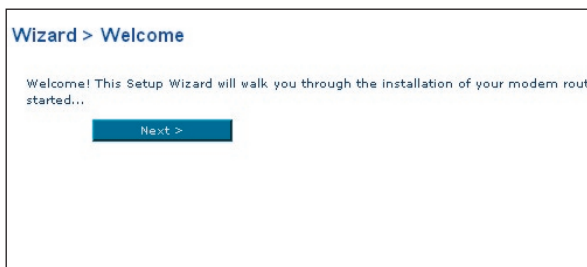 Wizard > Welcome
Welcome! This Setup Wizard will walk you through the installation of your modem rout
started...
Next >